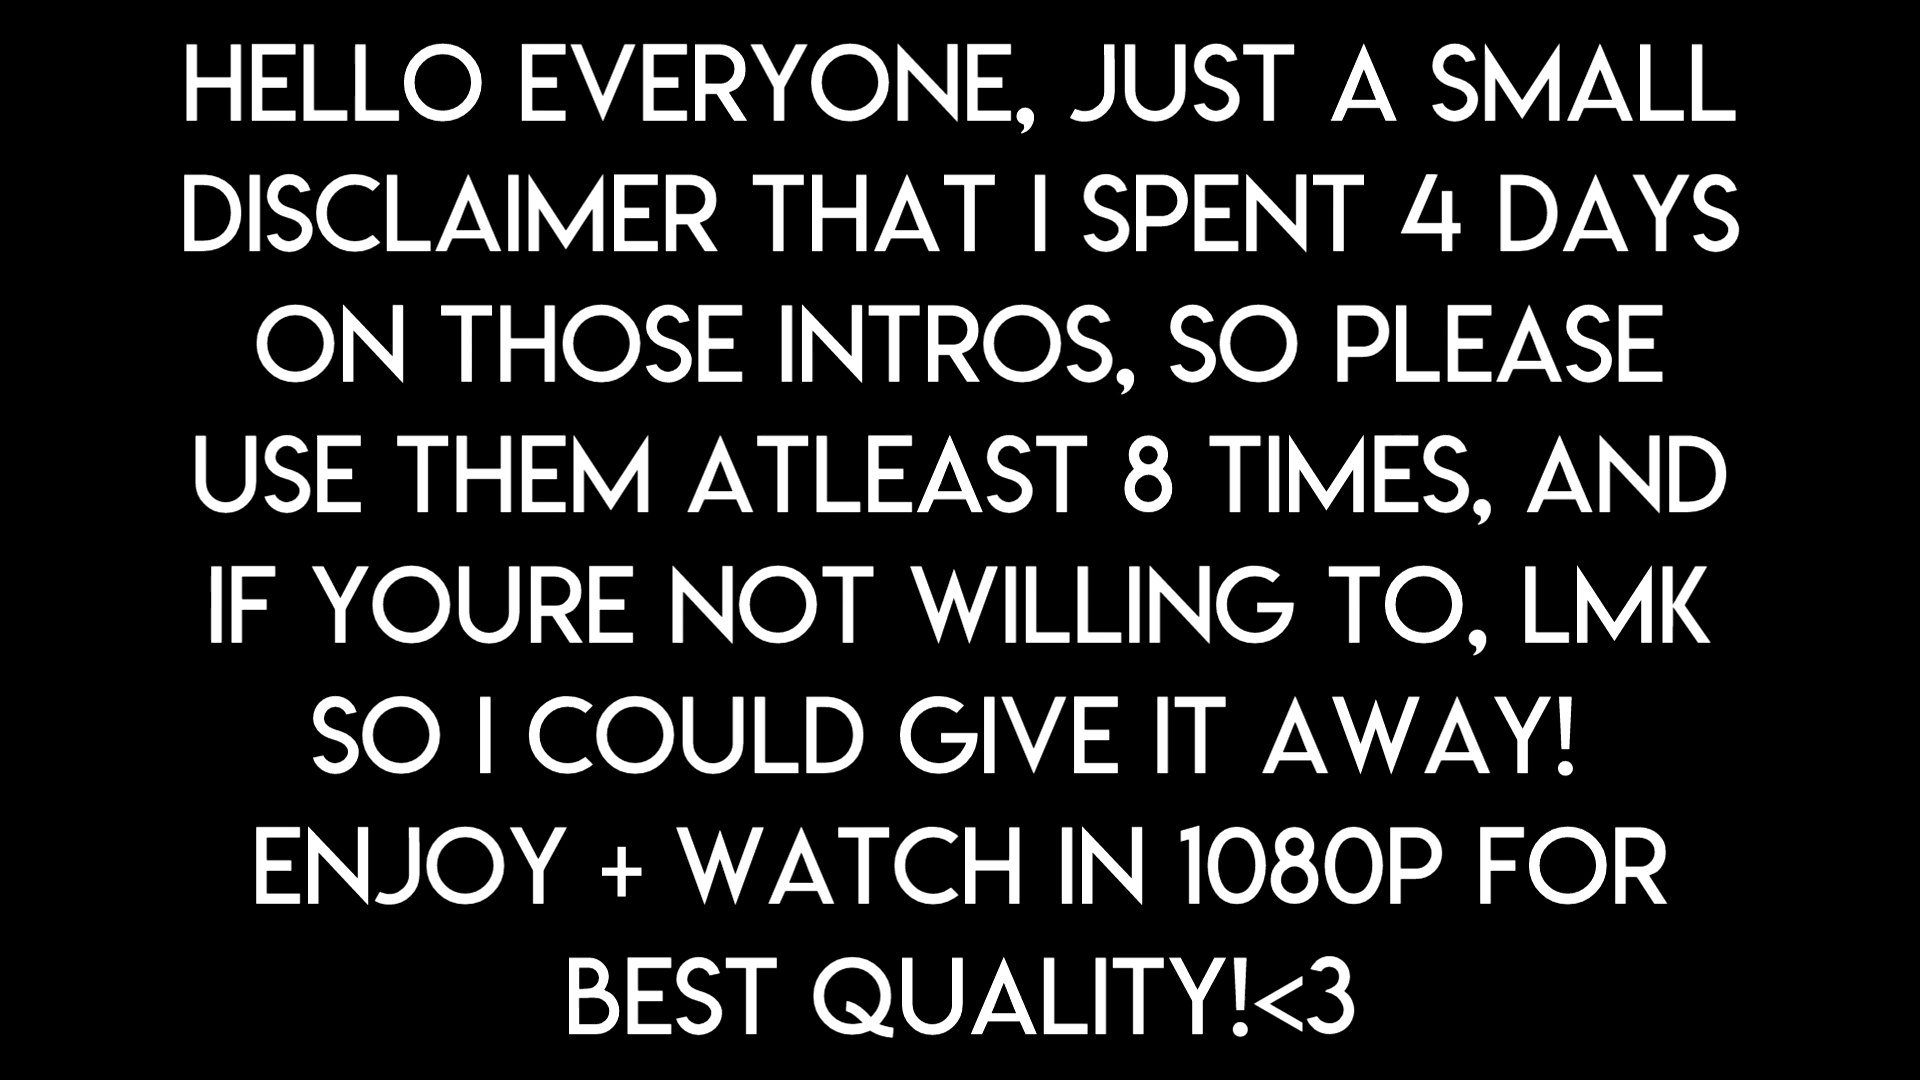 HELLO EVERYONE, JUST A SMALL
DISCLAIMER THAT I SPENT 4 DAYS
ON THOSE INTROS, SO PLEASE
USE THEM ATLEAST 8 TIMES, AND
IF YOURE NOT WILLING TO, LMK
SO I COULD GIVE IT AWAY!
ENJOY + WATCH IN 1080P FOR
BEST QUALITY!<3